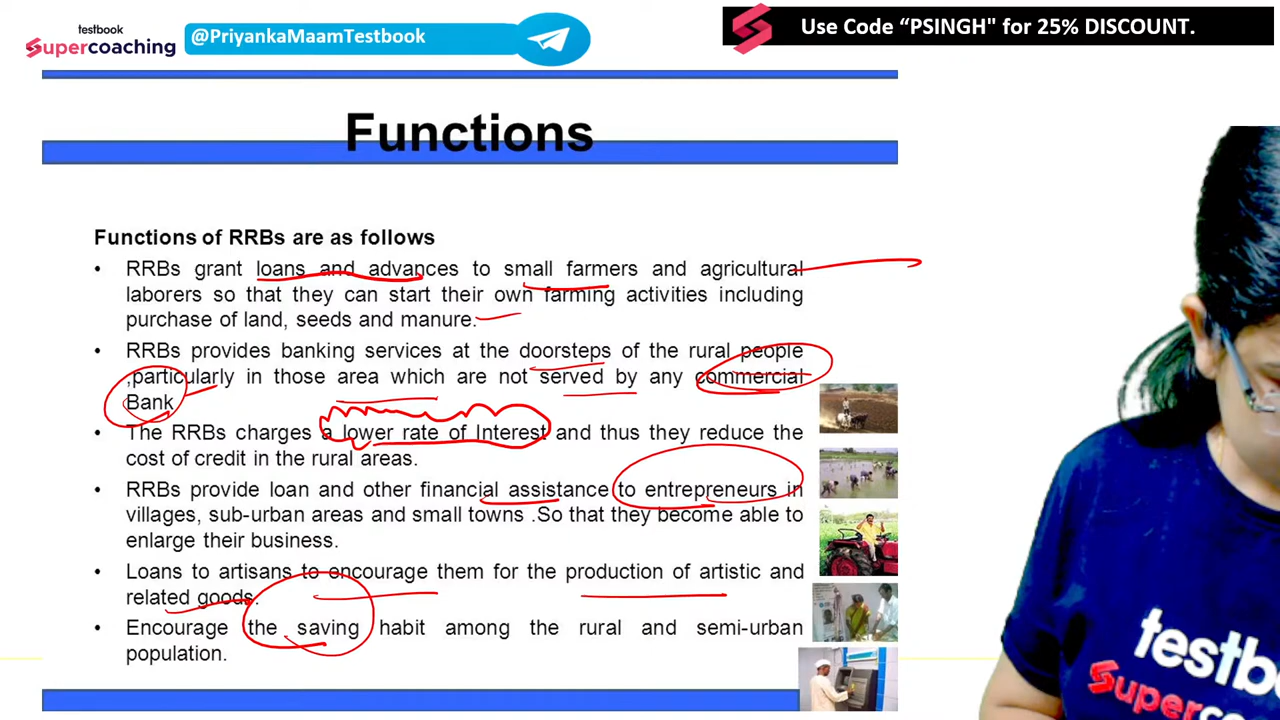 testbook
Supercoaching
@PriyankaMaamTestbook
Use Code “PSINGH" for 25% DISCOUNT.
Functions
Functions of RRBs are as follows
• RRBs grant loans and advances to small farmers and agricultural
laborers so that they can start their own farming activities including
purchase of land, seeds and manure.
• RRBs provides banking services at the doorsteps of the rural people
,particularly in those area which are not served by any commercial
Bank
• The RRBs charges a lower rate of Interest and thus they reduce the
cost of credit in the rural areas.
• RRBs provide loan and other financial assistance to entrepreneurs in
villages, sub-urban areas and small towns .So that they become able to
enlarge their business.
• Loans to artisans to encourage them for the production of artistic and
related goods.
• Encourage the saving habit among the rural and semi-urban
population.